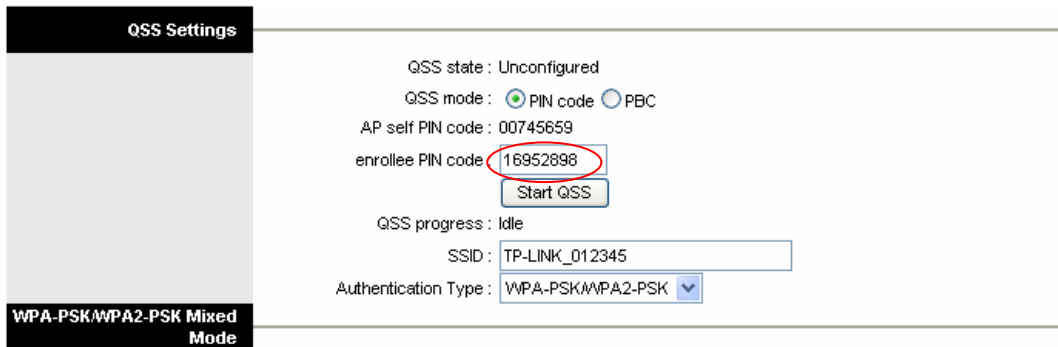 QSS Settings
QSS state : Unconfigured
QSS mode : PIN code PBC
AP self PIN code : 00745659
enrollee PIN code : 16952898
Start QSS
QSS progress : Idle
SSID : TP-LINK_012345
Authentication Type : WPA-PSK/WPA2-PSK
WPA-PSK/WPA2-PSK Mixed
Mode